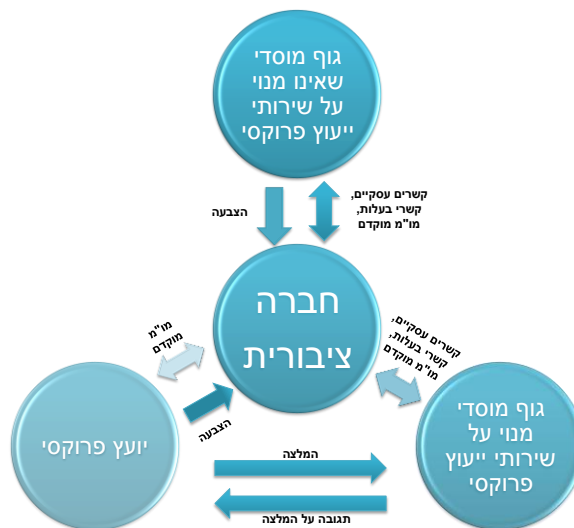 גוף מוסדי
שאינו מנוי
על שירותי
ייעוץ פרוקסי
הצבעה
קשרים עסקיים,
קשרי בעלות,
מו"מ מוקדם
חברה
ציבורית
מו"מ
מוקדם
קשרים עסקיים,
קשרי בעלות,
מו"מ מוקדם
הצבעה
יועץ פרוקסי
גוף מוסדי
מנוי על
שירותי ייעוץ
פרוקסי
המלצה
תגובה על המלצה